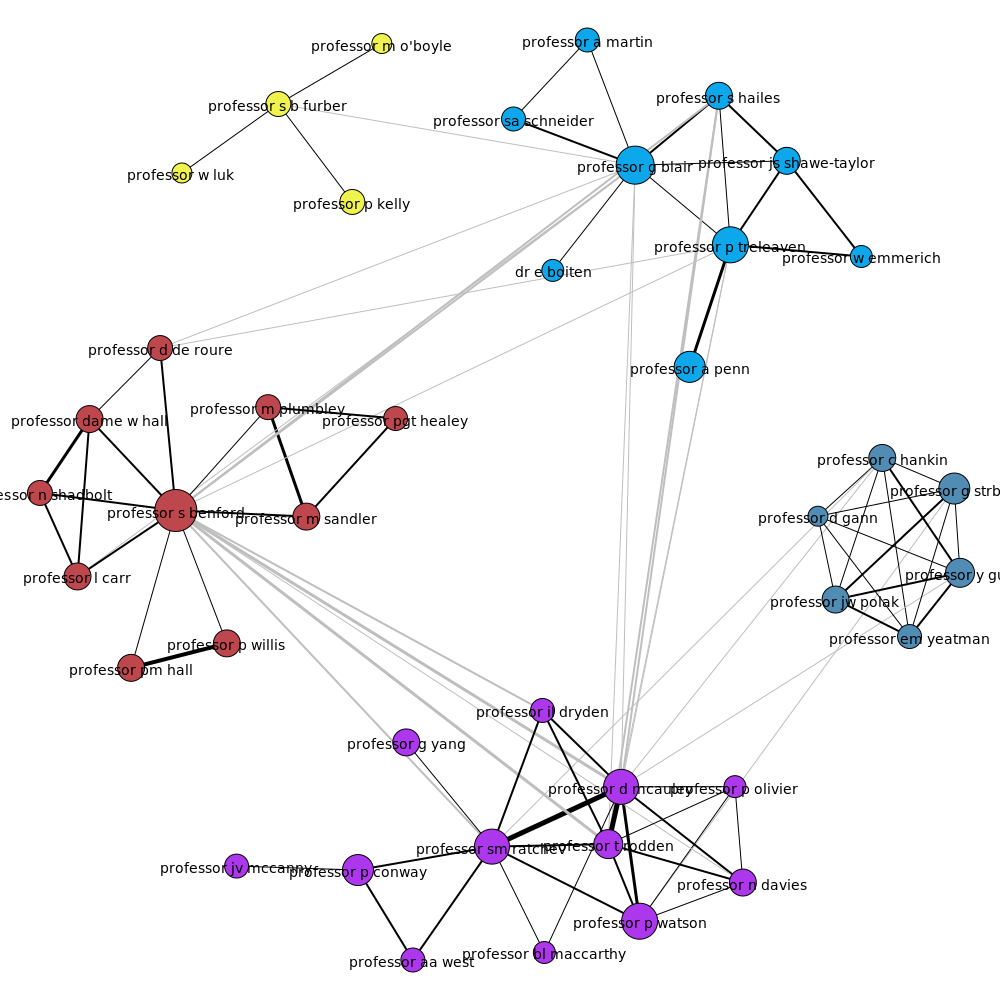 professor m o'boyle
professor a martin
professor s hailes
professor s b furber
professor sa schneider
professor g blair
professor js shawe-taylor
professor w luk
professor p kelly
professor p treleaven
professor w emmerich
dr e boiten
professor d de roure
professor a penn
professor m plumbley
professor dame w hall
professor pgt healey
professor c hankin
essor n shadbolt
professor g strb
professor s benford
professor m sandler
professor d gann
professor l carr
professor y gu
professor jw polak
professor em yeatman
professor p willis
professor pm hall
professor il dryden
professor g yang
professor d mcauley
professor p olivier
professor sm ratchev
professor t rodden
professor jv mccanny
professor p conway
professor n davies
professor p watson
professor bl maccarthy
professor aa west